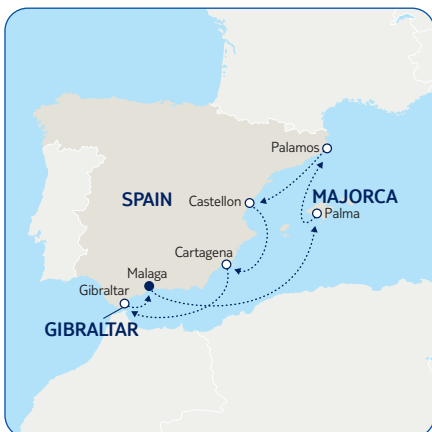 Palamos
SPAIN
Castellon
MAJORCA
Palma
Cartagena
Malaga
Gibraltar
GIBRALTAR